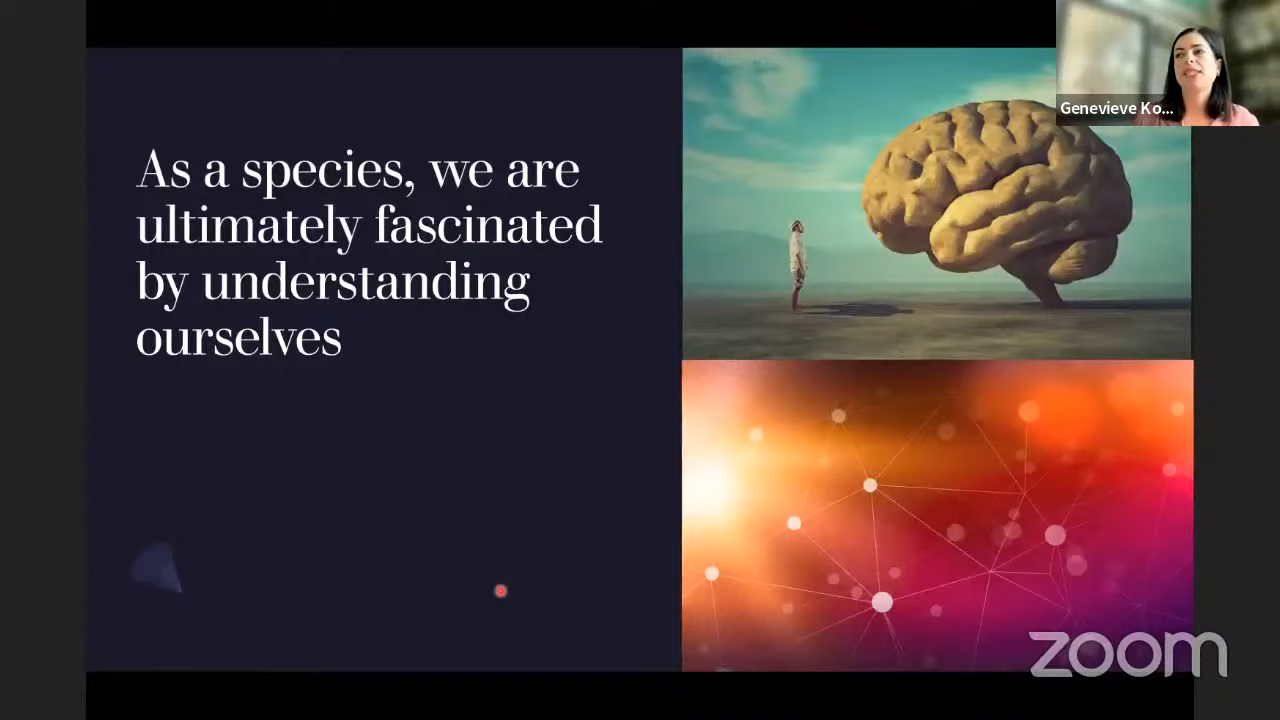 Genevieve Ko...
As a species, we are
ultimately fascinated
by understanding
ourselves
zoom